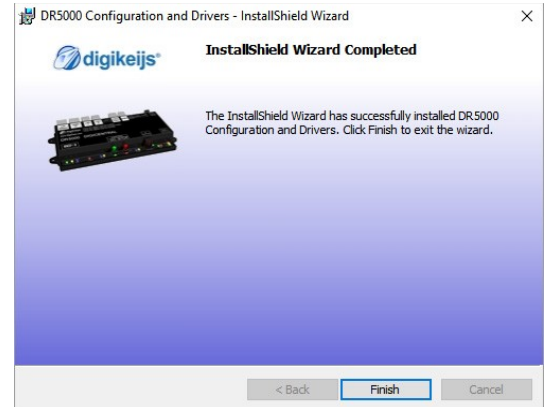 DR5000 Configuration and Drivers - InstallShield Wizard
digikeijs
InstallShield Wizard Completed
The InstallShield Wizard has successfully installed DR5000
Configuration and Drivers. Click Finish to exit the wizard.
< Back
Finish
Cancel